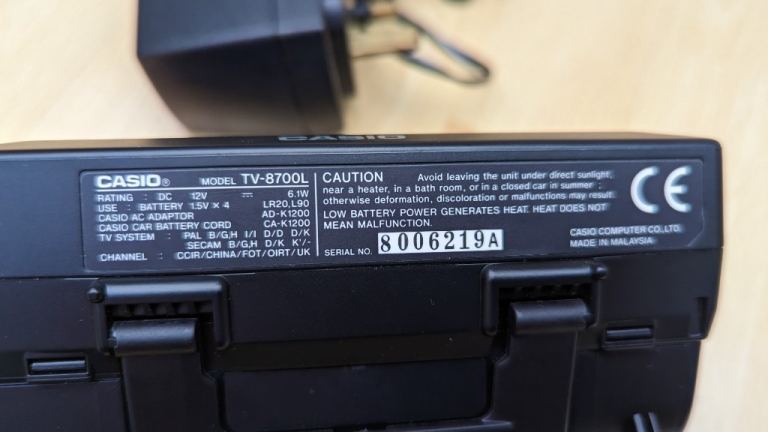 CASIO
CASIO® MODEL TV-8700L
RATING : DC 12V ⎓ 6.1W
USE : BATTERY 1.5V × 4 LR20,L90
CASIO AC ADAPTOR AD-K1200
CASIO CAR BATTERY CORD CA-K1200
TV SYSTEM : PAL B/G,H I/I D/D D/K
SECAM B/G,H D/K K'/-
CHANNEL : CCIR/CHINA/FOT/OIRT/UK
CAUTION Avoid leaving the unit under direct sunlight,
near a heater, in a bath room, or in a closed car in summer ;
otherwise deformation, discoloration or malfunctions may result.
LOW BATTERY POWER GENERATES HEAT. HEAT DOES NOT
MEAN MALFUNCTION.
SERIAL NO. 8006219A
CE
CASIO COMPUTER CO.,LTD.
MADE IN MALAYSIA